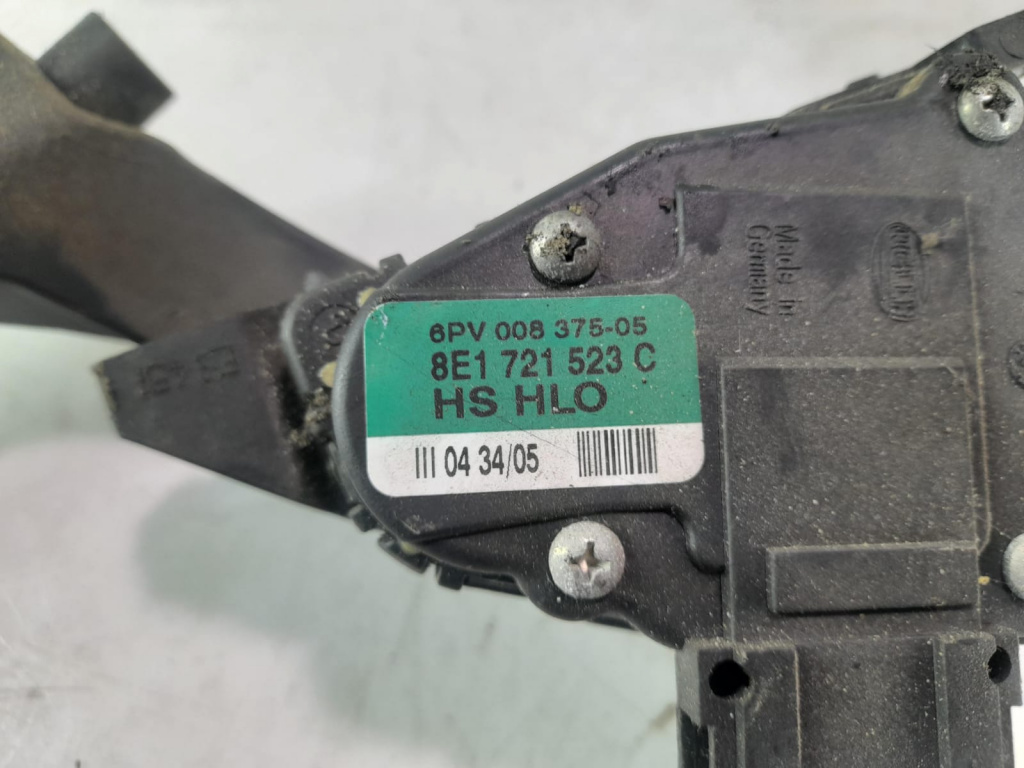 6PV 008 375-05
8E1 721 523 C
HS HLO
III 04 34/05
Made in
Germany